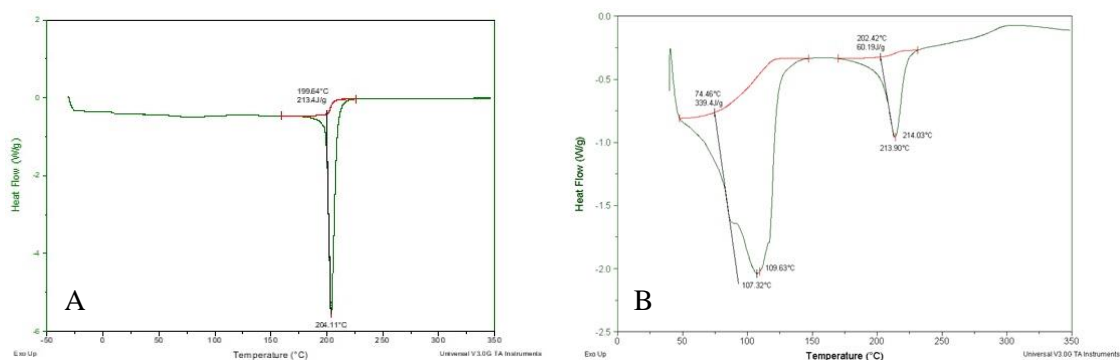 A
2
0
-2
-4
-6
Heat Flow (W/g)
199.64°C
213.4J/g
204.11°C
-50
0
50
100
150
200
250
300
350
Exo Up
Temperature (°C)
Universal V3.0G TA Instruments
B
0.0
-0.5
-1.0
-1.5
-2.0
-2.5
Heat Flow (W/g)
74.46°C
339.4J/g
202.42°C
60.19J/g
214.03°C
213.90°C
109.63°C
107.32°C
0
50
100
150
200
250
300
350
Exo Up
Temperature (°C)
Universal V3.0G TA Instruments